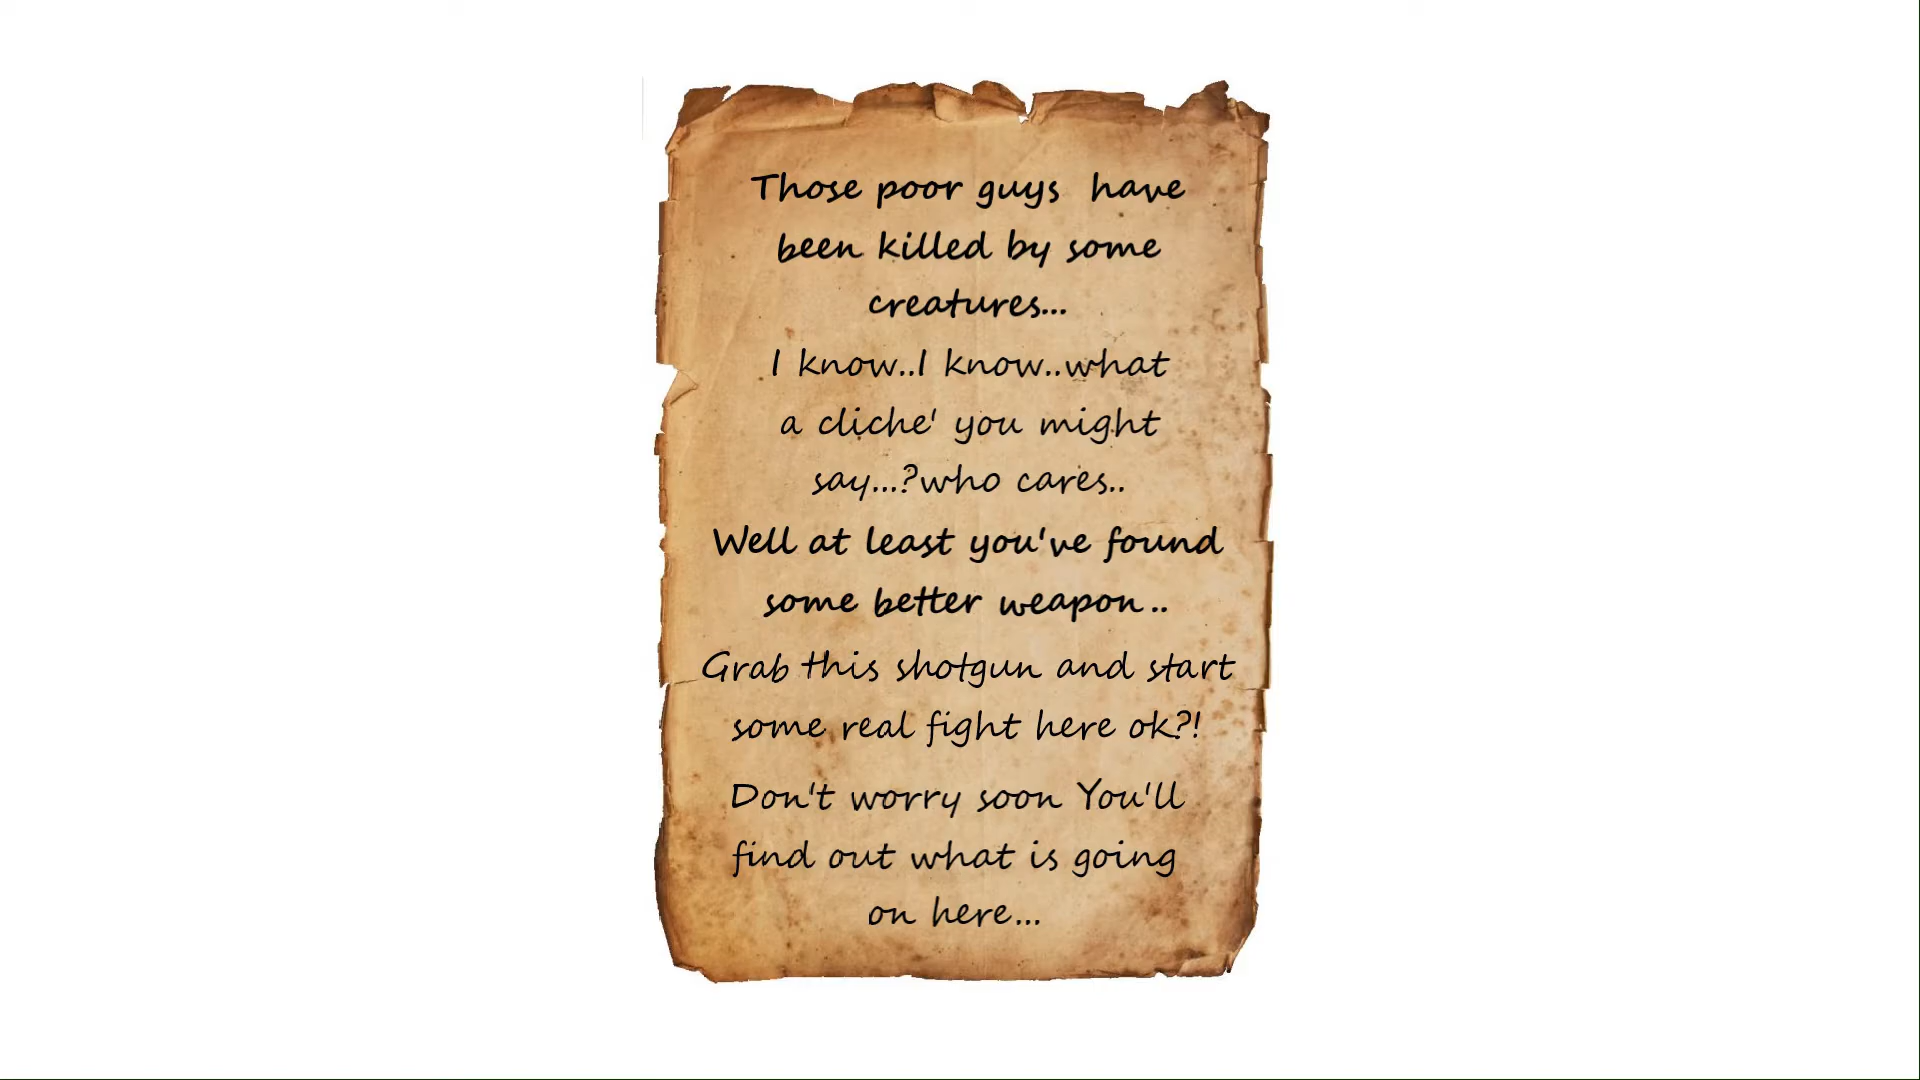 Those poor guys  have
been killed by some
creatures...
I know..I know..what
a cliche' you might
say...?who cares..
Well at least you've found
some better weapon..
Grab this shotgun and start
some real fight here ok?!
Don't worry soon You'll
find out what is going
on here...